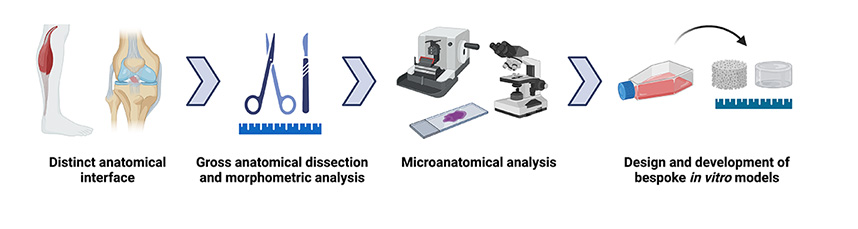 Distinct anatomical
interface
Gross anatomical dissection
and morphometric analysis
Microanatomical analysis
Design and development of
bespoke in vitro models